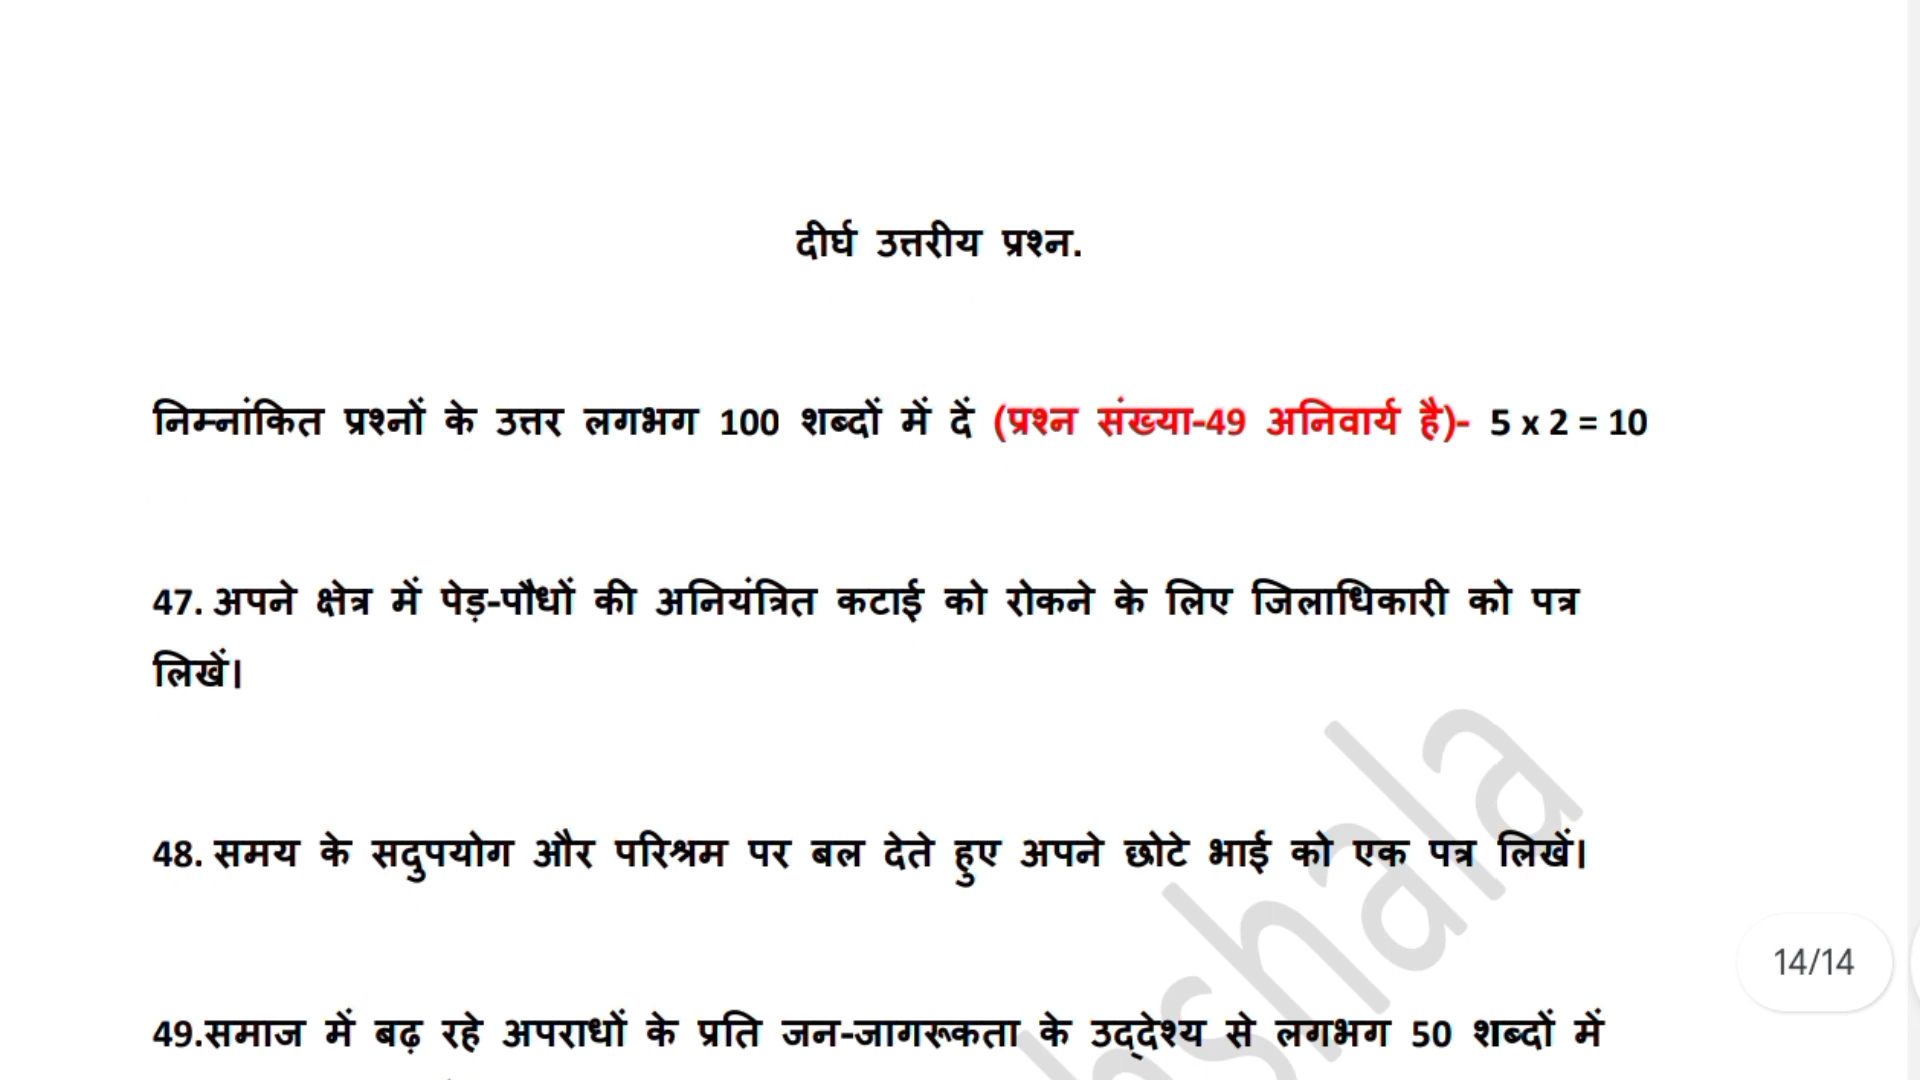 दीर्घ उत्तरीय प्रश्न.
निम्नांकित प्रश्नों के उत्तर लगभग 100 शब्दों में दें (प्रश्न संख्या-49 अनिवार्य है)- 5 x 2 = 10
47. अपने क्षेत्र में पेड़-पौधों की अनियंत्रित कटाई को रोकने के लिए जिलाधिकारी को पत्र
लिखें।
48. समय के सदुपयोग और परिश्रम पर बल देते हुए अपने छोटे भाई को एक पत्र लिखें।
14/14
49.समाज में बढ़ रहे अपराधों के प्रति जन-जागरूकता के उद्देश्य से लगभग 50 शब्दों में
hshala